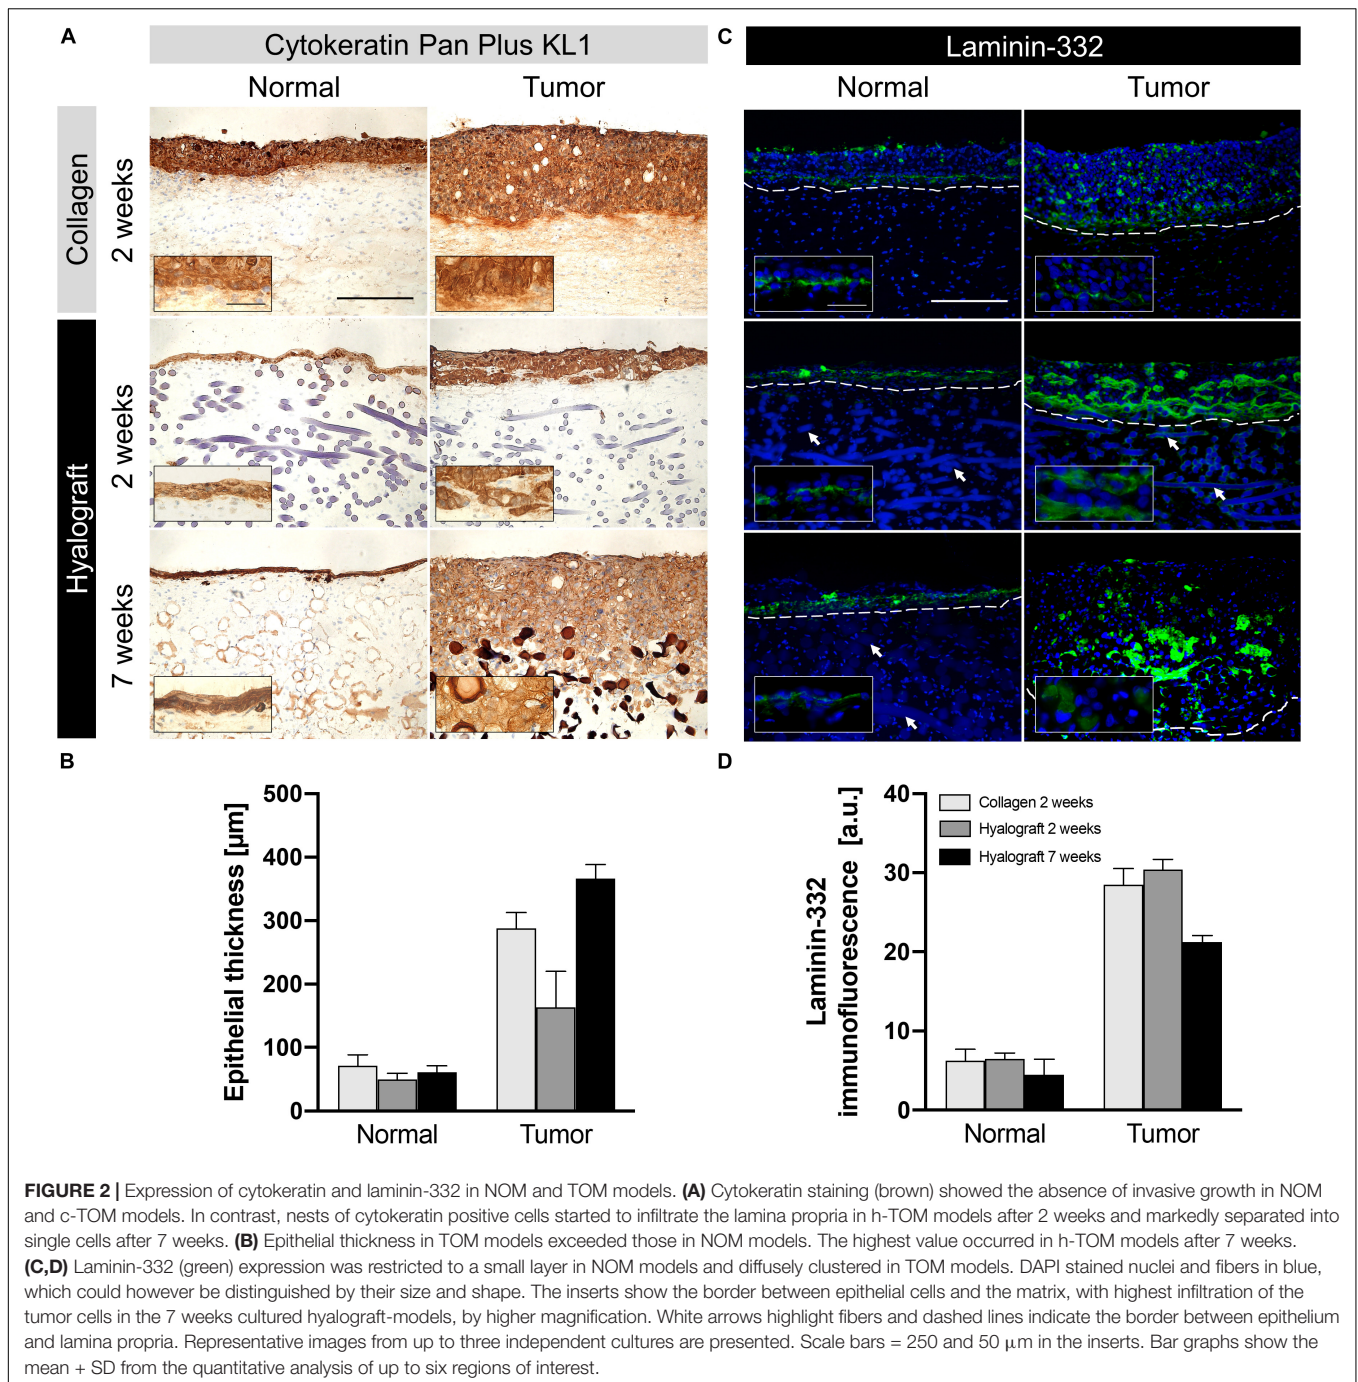 A
Cytokeratin Pan Plus KL1
Normal
Tumor
Collagen
2 weeks
Hyalograft
2 weeks
7 weeks
C
Laminin-332
Normal
Tumor
B
Epithelial thickness [µm]
500
400
300
200
100
0
Normal
Tumor
D
Laminin-332
immunofluorescence [a.u.]
40
30
20
10
0
Collagen 2 weeks
Hyalograft 2 weeks
Hyalograft 7 weeks
Normal
Tumor
FIGURE 2 | Expression of cytokeratin and laminin-332 in NOM and TOM models. (A) Cytokeratin staining (brown) showed the absence of invasive growth in NOM
and c-TOM models. In contrast, nests of cytokeratin positive cells started to infiltrate the lamina propria in h-TOM models after 2 weeks and markedly separated into
single cells after 7 weeks. (B) Epithelial thickness in TOM models exceeded those in NOM models. The highest value occurred in h-TOM models after 7 weeks.
(C,D) Laminin-332 (green) expression was restricted to a small layer in NOM models and diffusely clustered in TOM models. DAPI stained nuclei and fibers in blue,
which could however be distinguished by their size and shape. The inserts show the border between epithelial cells and the matrix, with highest infiltration of the
tumor cells in the 7 weeks cultured hyalograft-models, by higher magnification. White arrows highlight fibers and dashed lines indicate the border between epithelium
and lamina propria. Representative images from up to three independent cultures are presented. Scale bars = 250 and 50 µm in the inserts. Bar graphs show the
mean + SD from the quantitative analysis of up to six regions of interest.